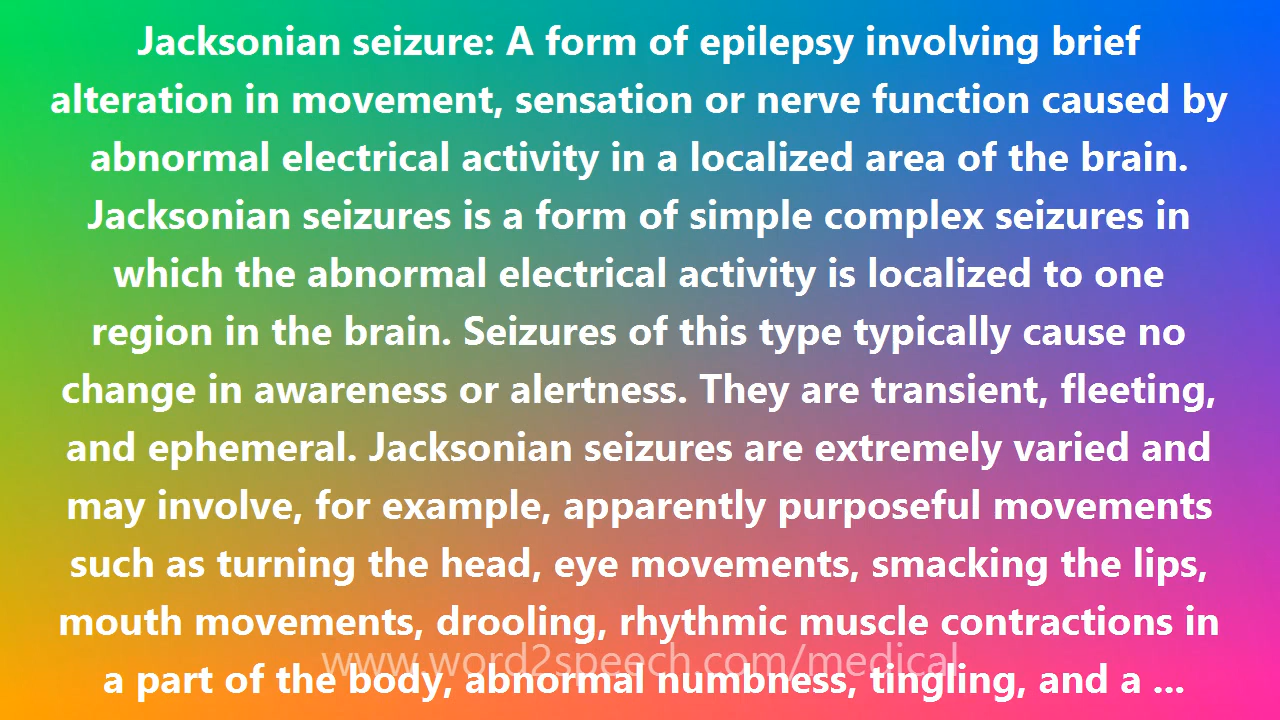 Jacksonian seizure: A form of epilepsy involving brief
alteration in movement, sensation or nerve function caused by
abnormal electrical activity in a localized area of the brain.
Jacksonian seizures is a form of simple complex seizures in
which the abnormal electrical activity is localized to one
region in the brain. Seizures of this type typically cause no
change in awareness or alertness. They are transient, fleeting,
and ephemeral. Jacksonian seizures are extremely varied and
may involve, for example, apparently purposeful movements
such as turning the head, eye movements, smacking the lips,
mouth movements, drooling, rhythmic muscle contractions in
www.word2speech.com/medical
a part of the body, abnormal numbness, tingling, and a ...